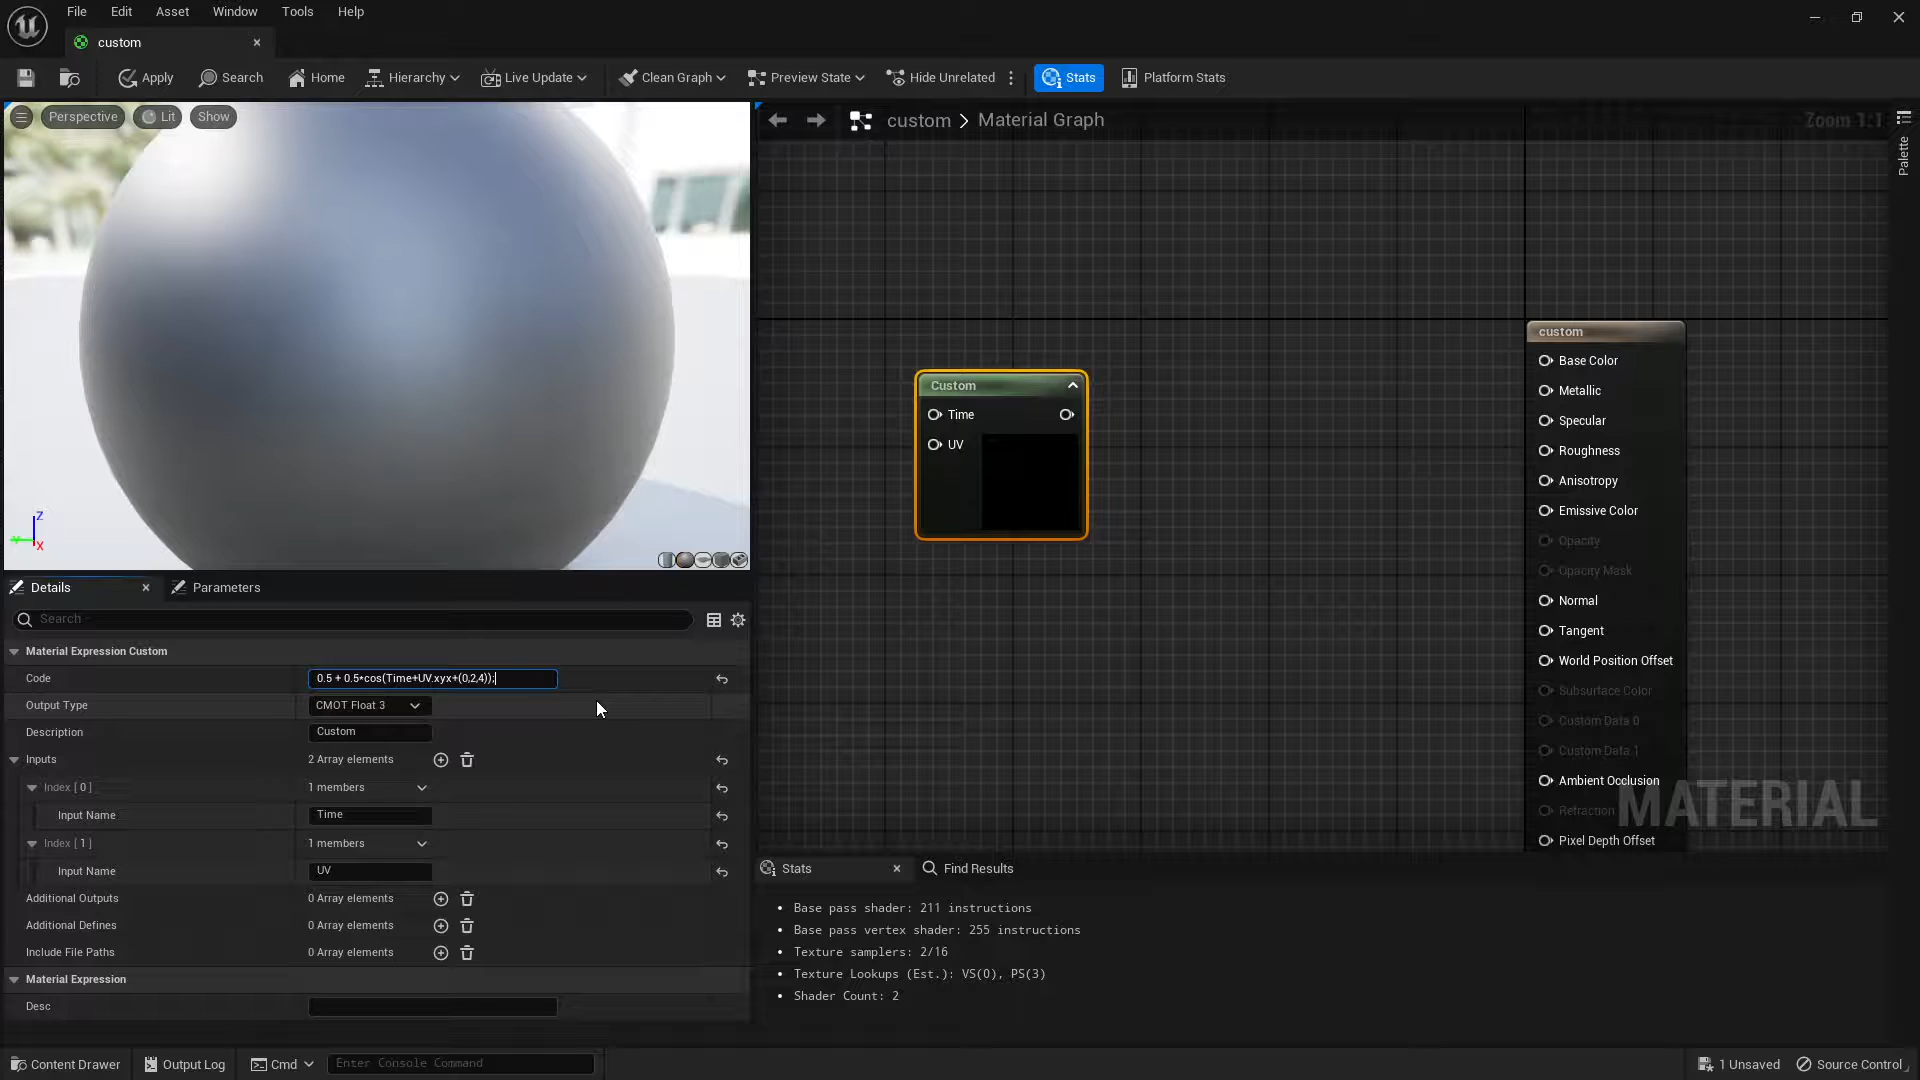 File Edit Asset Window Tools Help
custom
Apply Search Home Hierarchy Live Update Clean Graph Preview State Hide Unrelated Stats Platform Stats
Perspective Lit Show
custom > Material Graph
Zoom 1:1
Palette
Z
Y
X
custom
Base Color
Metallic
Specular
Roughness
Anisotropy
Emissive Color
Opacity
Opacity Mask
Normal
Tangent
World Position Offset
Subsurface Color
Custom Data 0
Custom Data 1
Ambient Occlusion
Refraction
Pixel Depth Offset
MATERIAL
Custom
Time
UV
Details Parameters
Search
Material Expression Custom
Code 0.5 + 0.5*cos(Time+UV.xyx+(0,2,4));
Output Type CMOT Float 3
Description Custom
Inputs 2 Array elements
Index [ 0 ] 1 members
Input Name Time
Index [ 1 ] 1 members
Input Name UV
Additional Outputs 0 Array elements
Additional Defines 0 Array elements
Include File Paths 0 Array elements
Material Expression
Desc
Stats Find Results
• Base pass shader: 211 instructions
• Base pass vertex shader: 255 instructions
• Texture samplers: 2/16
• Texture Lookups (Est.): VS(0), PS(3)
• Shader Count: 2
Content Drawer Output Log Cmd Enter Console Command 1 Unsaved Source Control